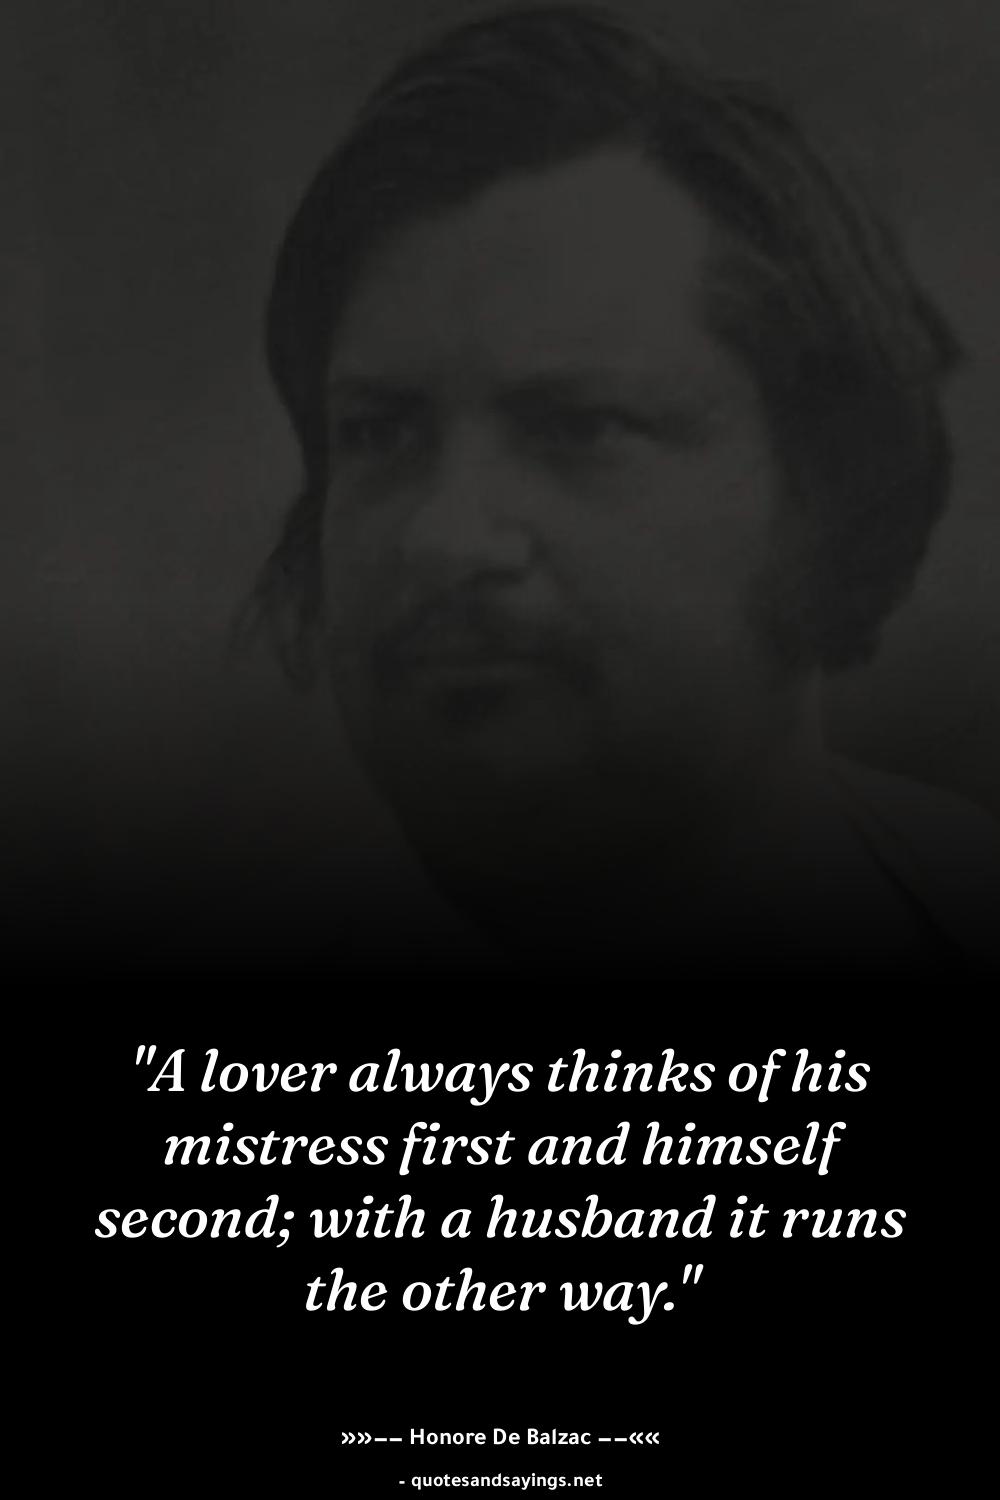 "A lover always thinks of his
mistress first and himself
second; with a husband it runs
the other way."
»»−− Honore De Balzac −−««
- quotesandsayings.net